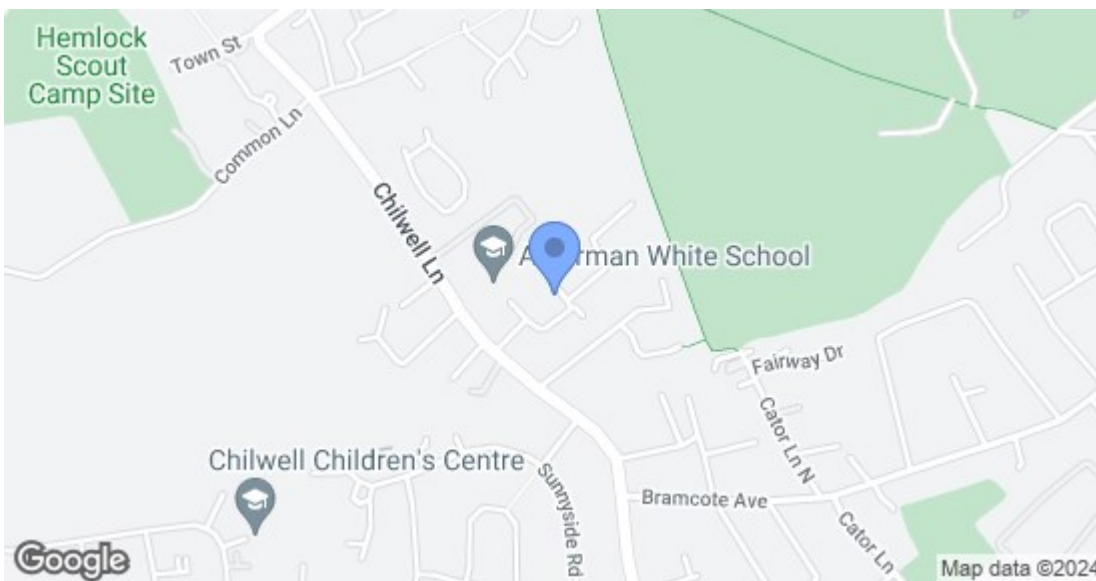 Hemlock
Scout
Camp Site
Town St
Common Ln
Chilwell Ln
A erman White School
Fairway Dr
Cator Ln N
Chilwell Children's Centre
Sunnyside Rd
Bramcote Ave
Cator Ln
Google
Map data ©2024